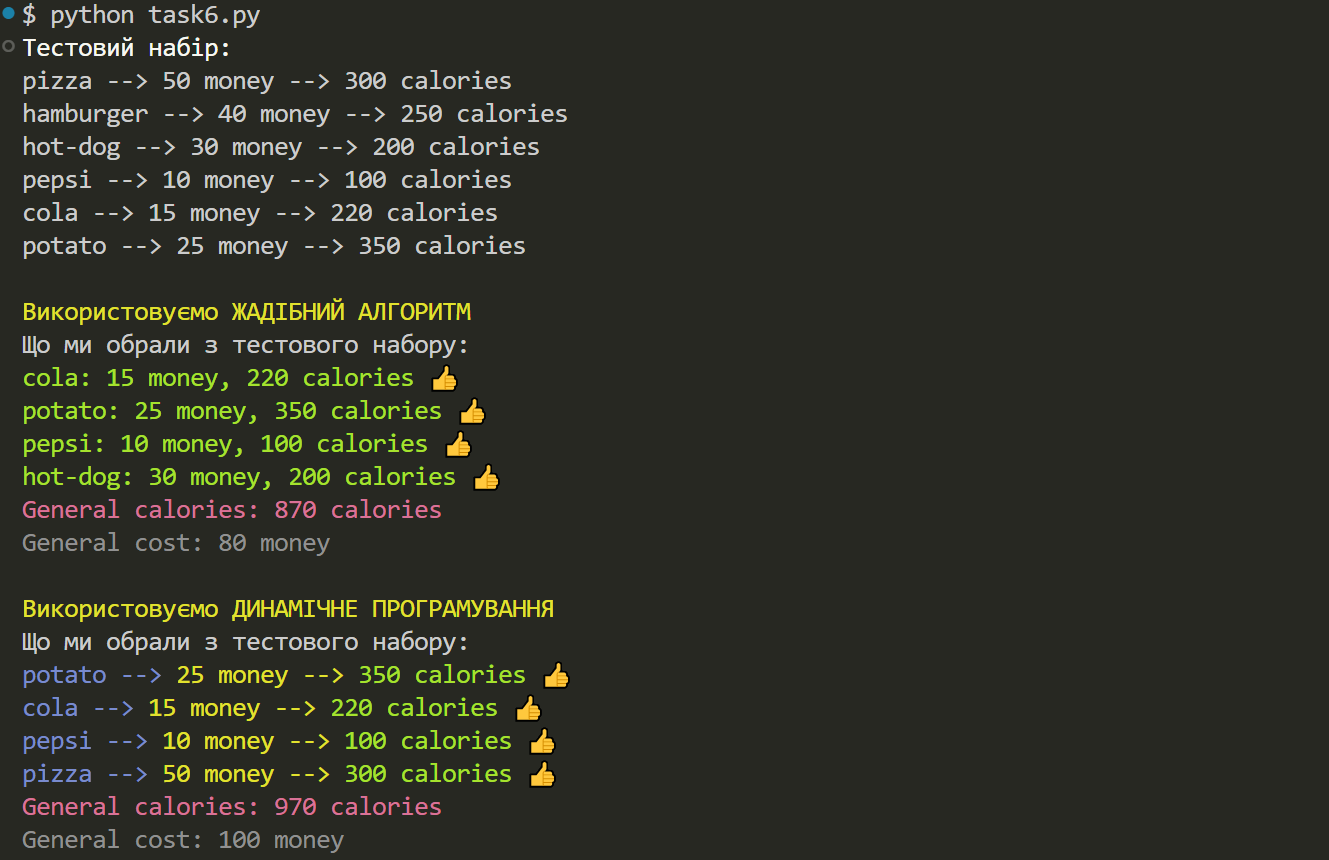 $ python task6.py
Тестовий набір:
pizza --> 50 money --> 300 calories
hamburger --> 40 money --> 250 calories
hot-dog --> 30 money --> 200 calories
pepsi --> 10 money --> 100 calories
cola --> 15 money --> 220 calories
potato --> 25 money --> 350 calories
Використовуємо ЖАДІБНИЙ АЛГОРИТМ
Що ми обрали з тестового набору:
cola: 15 money, 220 calories 👍
potato: 25 money, 350 calories 👍
pepsi: 10 money, 100 calories 👍
hot-dog: 30 money, 200 calories 👍
General calories: 870 calories
General cost: 80 money
Використовуємо ДИНАМІЧНЕ ПРОГРАМУВАННЯ
Що ми обрали з тестового набору:
potato --> 25 money --> 350 calories 👍
cola --> 15 money --> 220 calories 👍
pepsi --> 10 money --> 100 calories 👍
pizza --> 50 money --> 300 calories 👍
General calories: 970 calories
General cost: 100 money